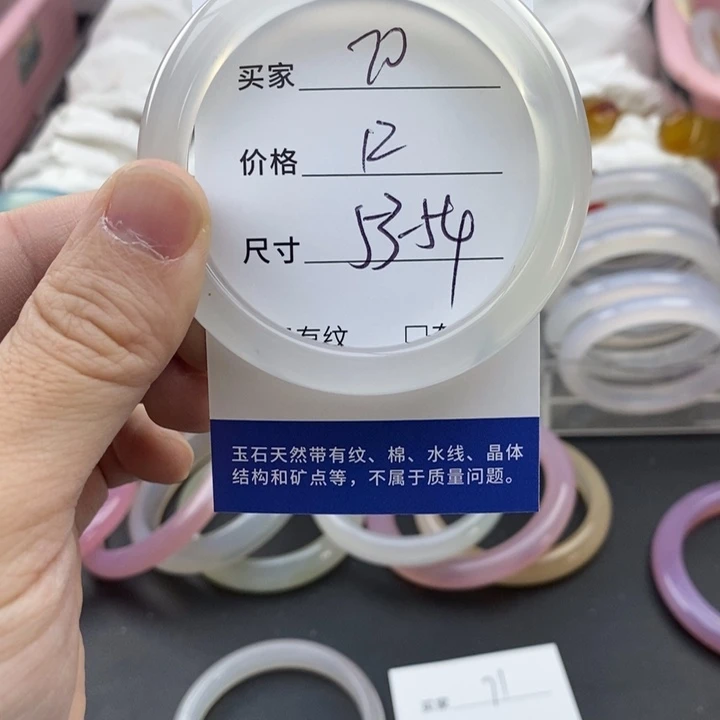 买家 70
价格 12
尺寸 53-54
有纹
玉石天然带有纹、棉、水线、晶体
结构和矿点等，不属于质量问题。
买家 71